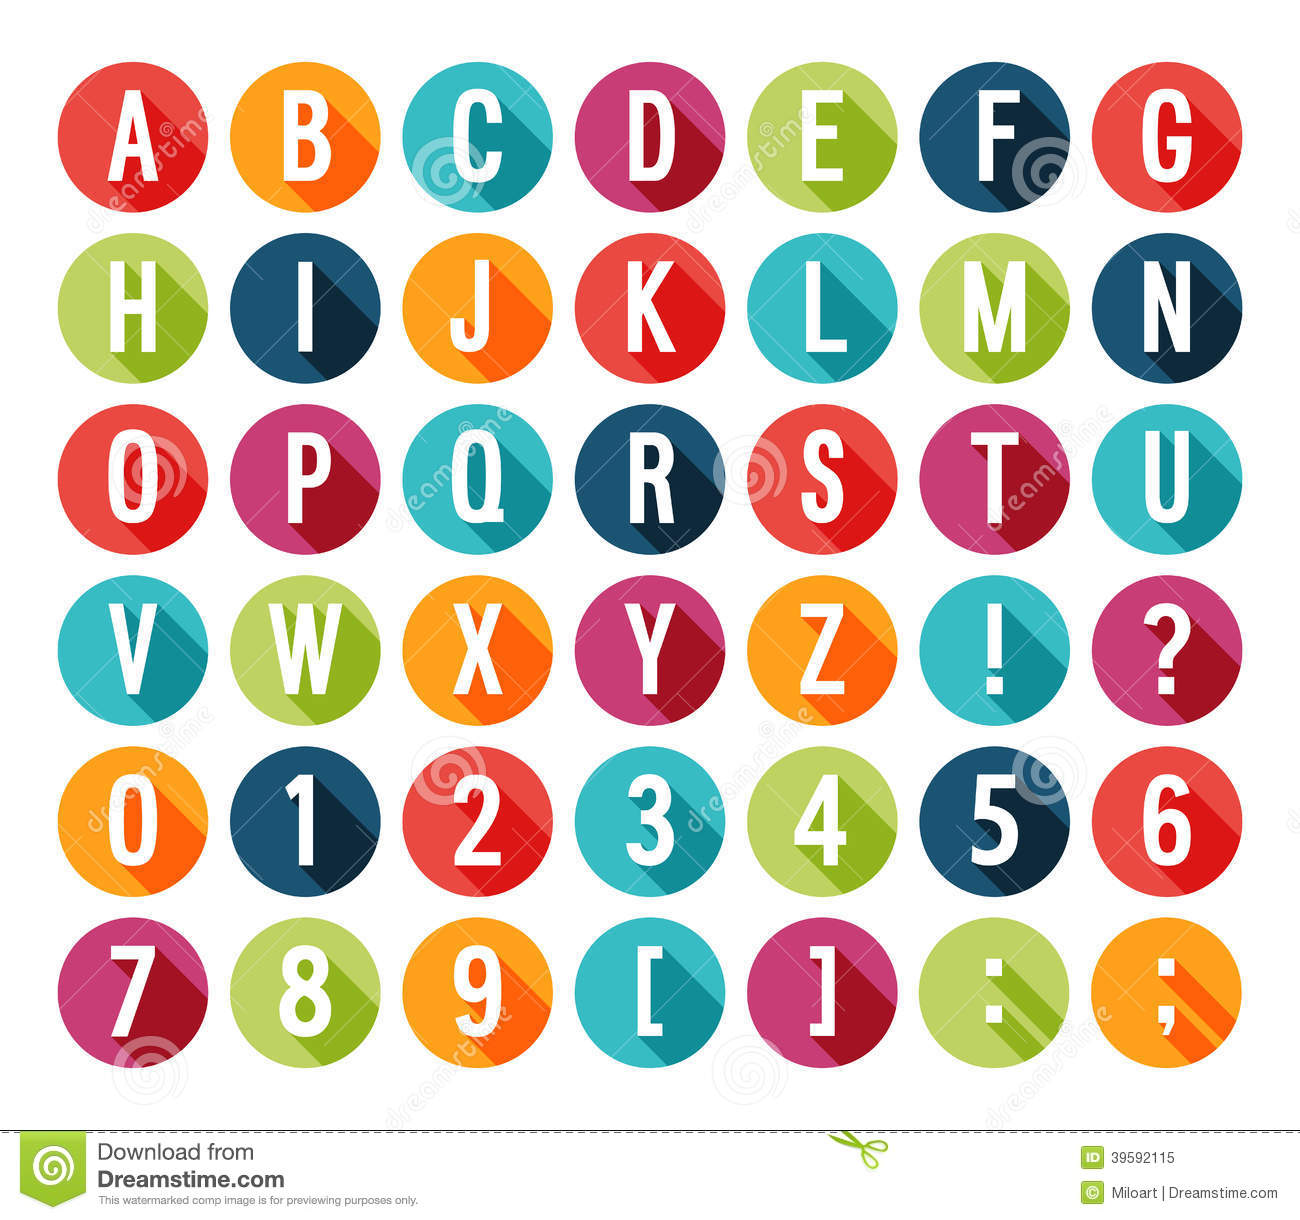 A B C D E F G
H I J K L M N
O P Q R S T U
V W X Y Z ! ?
0 1 2 3 4 5 6
7 8 9 [ ] : ;
Download from
Dreamstime.com
This watermarked comp image is for previewing purposes only.
ID 39592115
© Miloart | Dreamstime.com